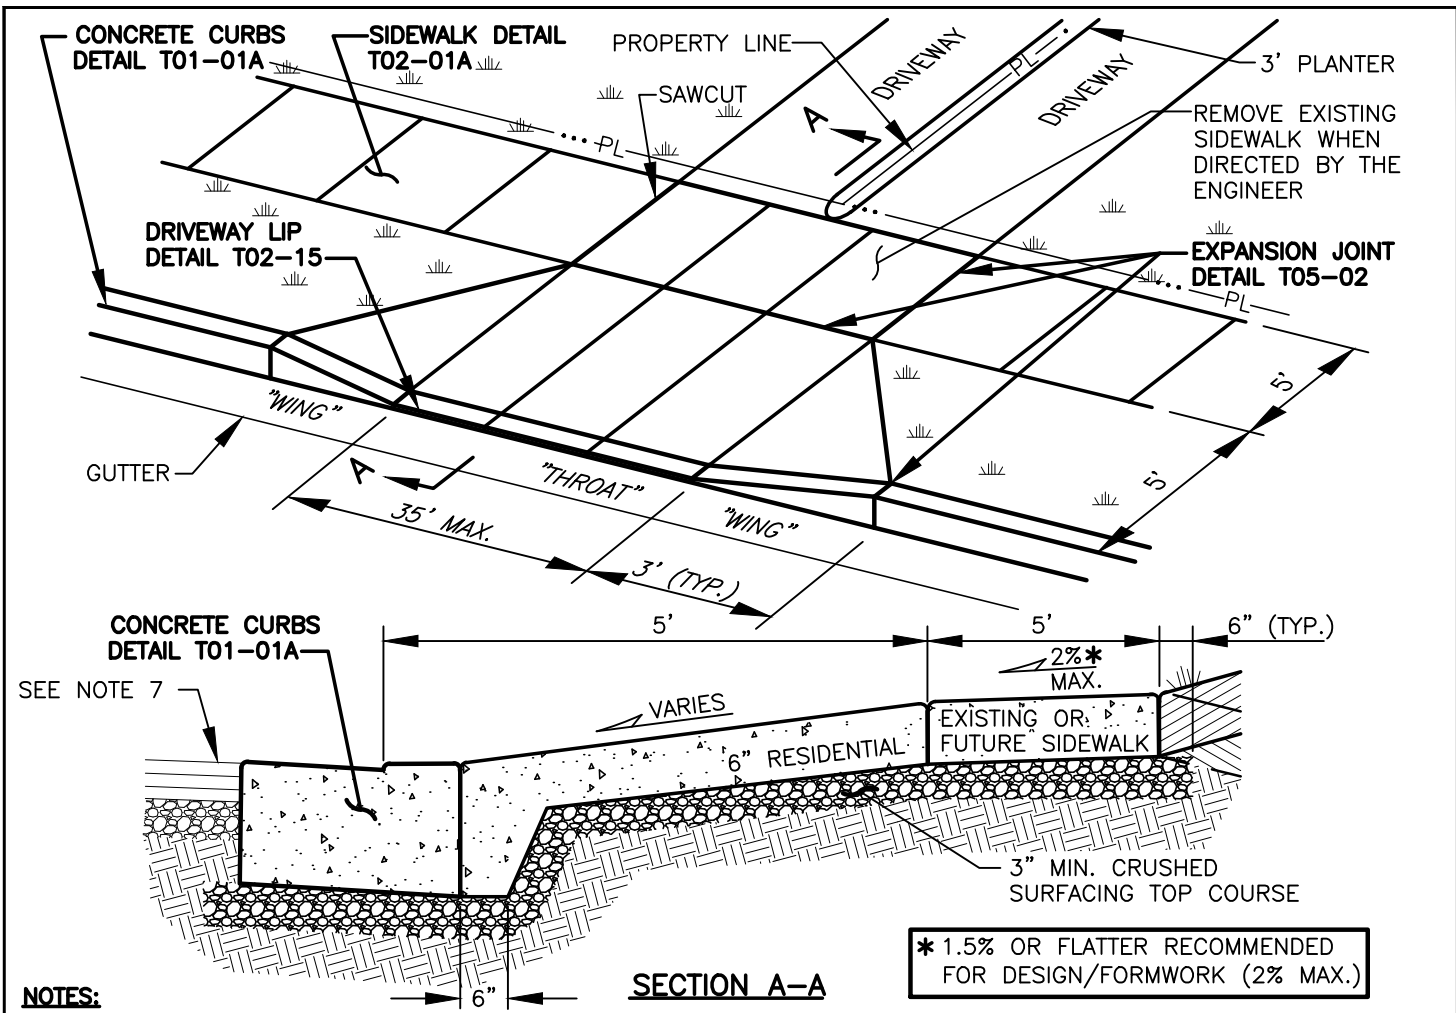 CONCRETE CURBS
DETAIL T01-01A
SIDEWALK DETAIL
T02-01A
PROPERTY LINE
SAWCUT
DRIVEWAY
PL
DRIVEWAY
3' PLANTER
REMOVE EXISTING
SIDEWALK WHEN
DIRECTED BY THE
ENGINEER
A
PL
DRIVEWAY LIP
DETAIL T02-15
EXPANSION JOINT
DETAIL T05-02
PL
"WING"
GUTTER
A
"THROAT"
"WING"
35' MAX.
3' (TYP.)
5'
5'
CONCRETE CURBS
DETAIL T01-01A
5'
5'
6" (TYP.)
SEE NOTE 7
VARIES
2%*
MAX.
6" RESIDENTIAL
EXISTING OR
FUTURE SIDEWALK
3" MIN. CRUSHED
SURFACING TOP COURSE
* 1.5% OR FLATTER RECOMMENDED
FOR DESIGN/FORMWORK (2% MAX.)
6"
SECTION A-A
NOTES: